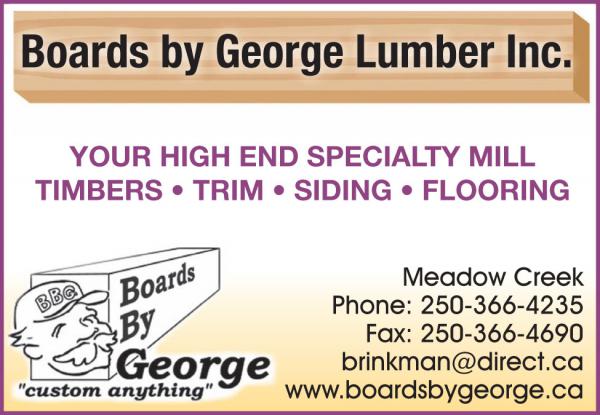 Boards by George Lumber Inc.
YOUR HIGH END SPECIALTY MILL
TIMBERS • TRIM • SIDING • FLOORING
BBG
Boards
By
George
"custom anything"
Meadow Creek
Phone: 250-366-4235
Fax: 250-366-4690
brinkman@direct.ca
www.boardsbygeorge.ca